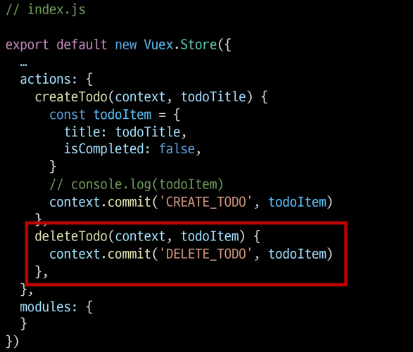 // index.js
export default new Vuex.Store({
  …
  actions: {
    createTodo(context, todoTitle) {
      const todoItem = {
        title: todoTitle,
        isCompleted: false,
      }
      // console.log(todoItem)
      context.commit('CREATE_TODO', todoItem)
    },
    deleteTodo(context, todoItem) {
      context.commit('DELETE_TODO', todoItem)
    },
  },
  modules: {
  }
})